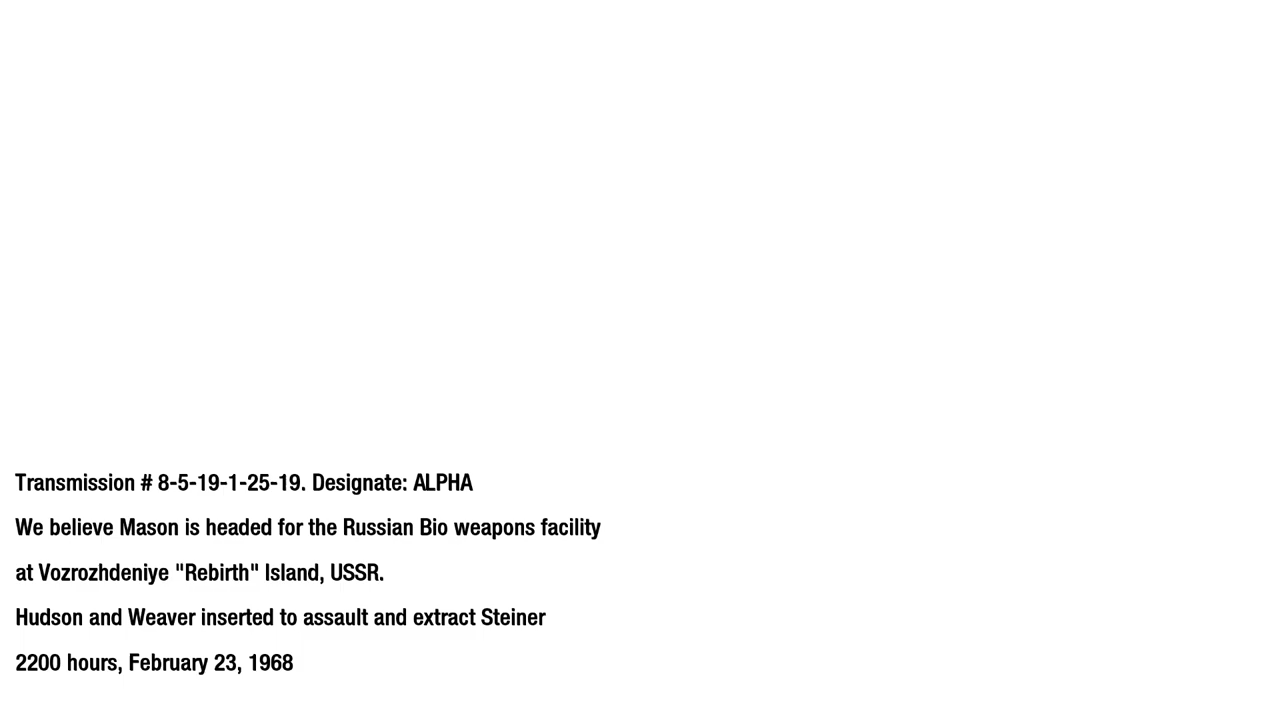 Transmission # 8-5-19-1-25-19. Designate: ALPHA
We believe Mason is headed for the Russian Bio weapons facility
at Vozrozhdeniye "Rebirth" Island, USSR.
Hudson and Weaver inserted to assault and extract Steiner
2200 hours, February 23, 1968